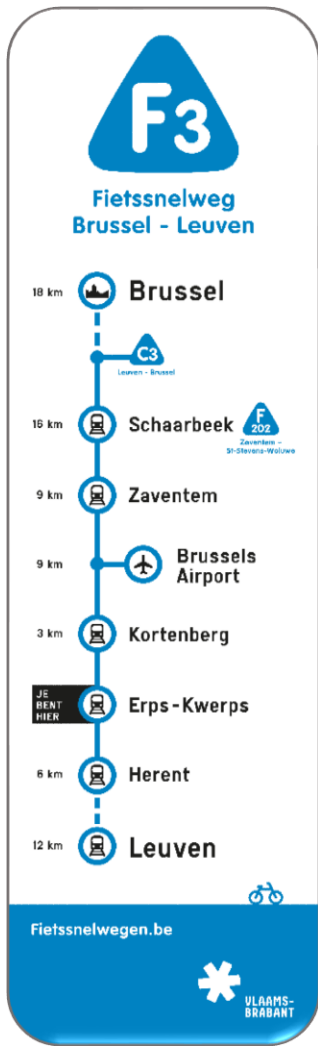 F3
Fietssnelweg
Brussel - Leuven
18 km Brussel
C3
Leuven - Brussel
16 km Schaarbeek
F
202
Zaventem -
St-Stevens-Woluwe
9 km Zaventem
9 km Brussels
Airport
3 km Kortenberg
JE
BENT
HIER
Erps-Kwerps
6 km Herent
12 km Leuven
Fietssnelwegen.be
VLAAMS-
BRABANT